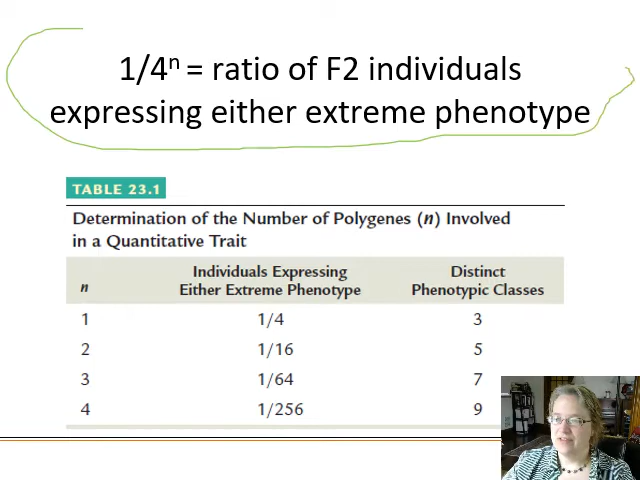 1/4ⁿ = ratio of F2 individuals
expressing either extreme phenotype
TABLE 23.1
Determination of the Number of Polygenes (n) Involved
in a Quantitative Trait
n Individuals Expressing Either Extreme Phenotype Distinct Phenotypic Classes
1 1/4 3
2 1/16 5
3 1/64 7
4 1/256 9